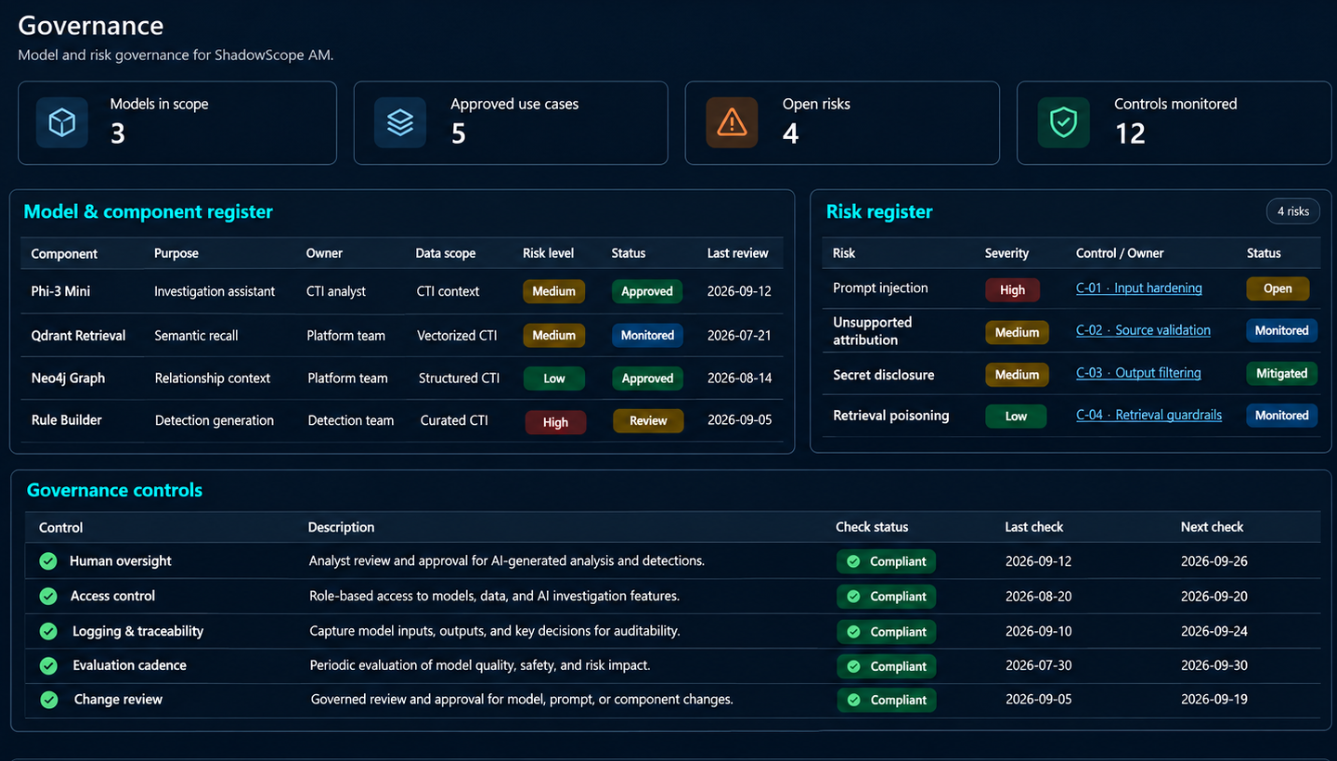 Governance
Model and risk governance for ShadowScope AM.
Models in scope
3
Approved use cases
5
Open risks
4
Controls monitored
12
Model & component register
Component Purpose Owner Data scope Risk level Status Last review
Phi-3 Mini Investigation assistant CTI analyst CTI context Medium Approved 2026-09-12
Qdrant Retrieval Semantic recall Platform team Vectorized CTI Medium Monitored 2026-07-21
Neo4j Graph Relationship context Platform team Structured CTI Low Approved 2026-08-14
Rule Builder Detection generation Detection team Curated CTI High Review 2026-09-05
Risk register 4 risks
Risk Severity Control / Owner Status
Prompt injection High C-01 · Input hardening Open
Unsupported
attribution Medium C-02 · Source validation Monitored
Secret disclosure Medium C-03 · Output filtering Mitigated
Retrieval poisoning Low C-04 · Retrieval guardrails Monitored
Governance controls
Control Description Check status Last check Next check
Human oversight Analyst review and approval for AI-generated analysis and detections. Compliant 2026-09-12 2026-09-26
Access control Role-based access to models, data, and AI investigation features. Compliant 2026-08-20 2026-09-20
Logging & traceability Capture model inputs, outputs, and key decisions for auditability. Compliant 2026-09-10 2026-09-24
Evaluation cadence Periodic evaluation of model quality, safety, and risk impact. Compliant 2026-07-30 2026-09-30
Change review Governed review and approval for model, prompt, or component changes. Compliant 2026-09-05 2026-09-19